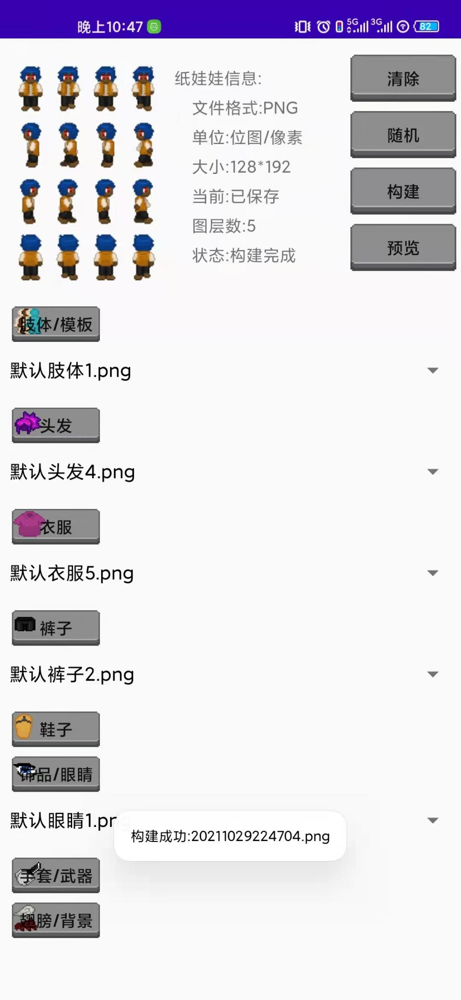 晚上10:47
5G
3G
82
纸娃娃信息:
文件格式:PNG
单位:位图/像素
大小:128*192
当前:已保存
图层数:5
状态:构建完成
清除
随机
构建
预览
肢体/模板
默认肢体1.png
头发
默认头发4.png
衣服
默认衣服5.png
裤子
默认裤子2.png
鞋子
饰品/眼睛
默认眼睛1.png
构建成功:20211029224704.png
手套/武器
翅膀/背景